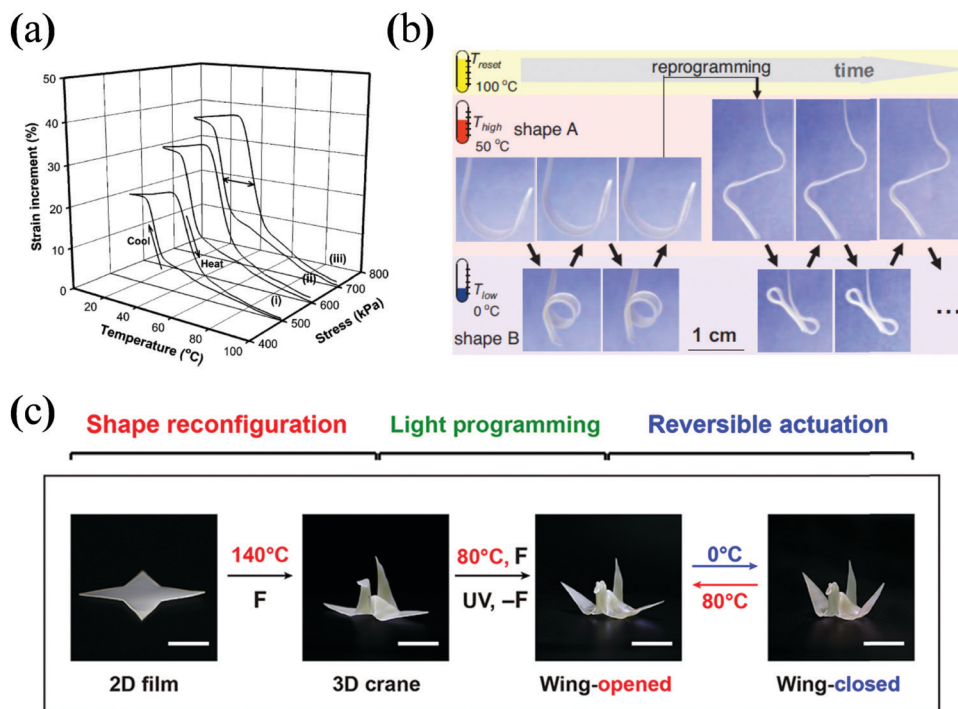 (a)
50
40
30
20
10
0
Strain increment (%)
Cool
Heat
(i)
(ii)
(iii)
20
40
60
80
100
Temperature (°C)
400
500
600
700
800
Stress (kPa)
(b)
T reset
100 °C
reprogramming
time
T high
50 °C
shape A
T low
0 °C
shape B
1 cm
...
(c)
Shape reconfiguration
Light programming
Reversible actuation
140°C
F
80°C, F
UV, –F
0°C
80°C
2D film
3D crane
Wing-opened
Wing-closed